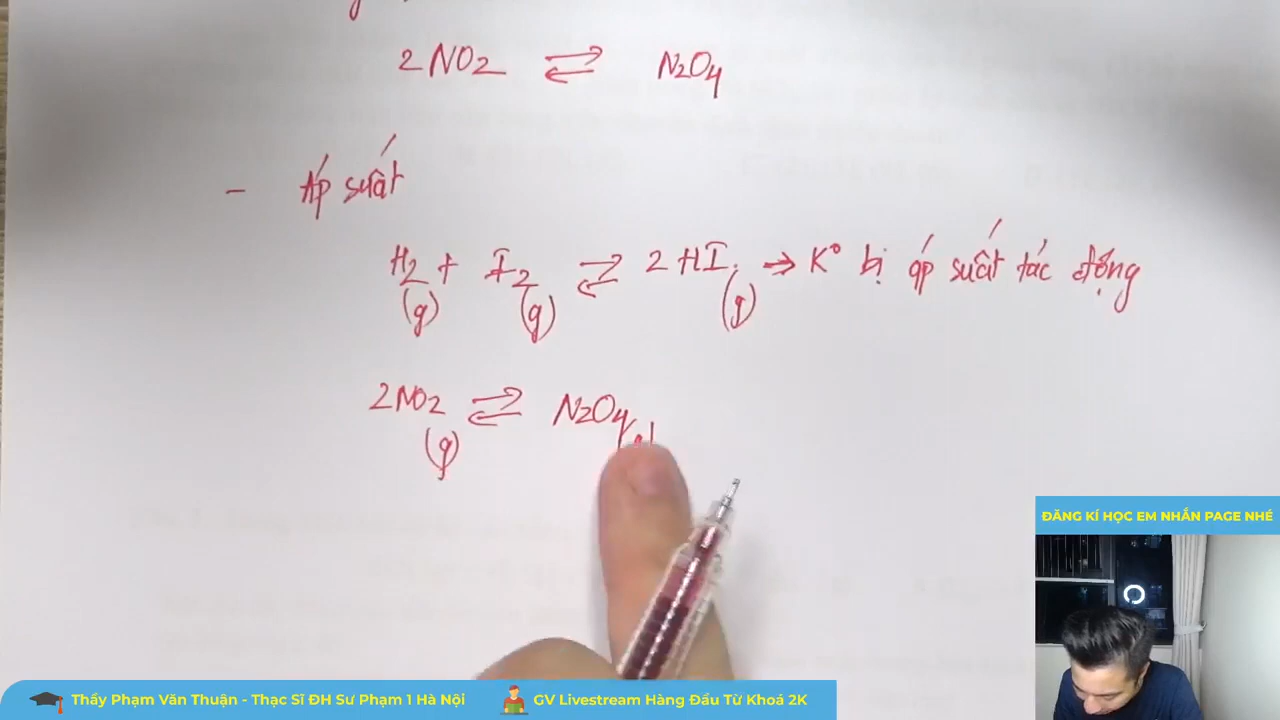 2NO2 ⇌ N2O4
- Áp suất
H2 + I2 ⇌ 2HI → K° bị áp suất tác động
(g) (g) (g)
2NO2 ⇌ N2O4
(g) (g)
ĐĂNG KÍ HỌC EM NHẮN PAGE NHÉ
Thầy Phạm Văn Thuận - Thạc Sĩ ĐH Sư Phạm 1 Hà Nội
GV Livestream Hàng Đầu Từ Khoá 2K